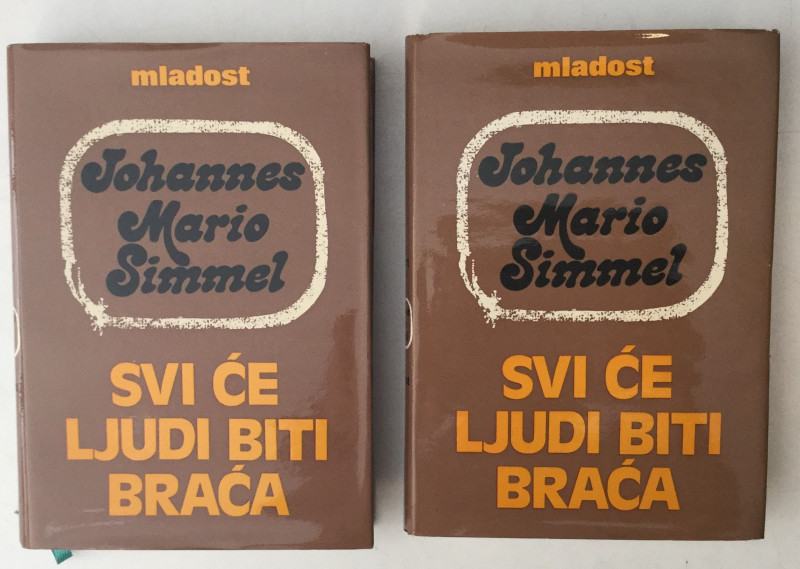 mladost
Johannes
Mario
Simmel
SVI ĆE
LJUDI BITI
BRAĆA
mladost
Johannes
Mario
Simmel
SVI ĆE
LJUDI BITI
BRAĆA